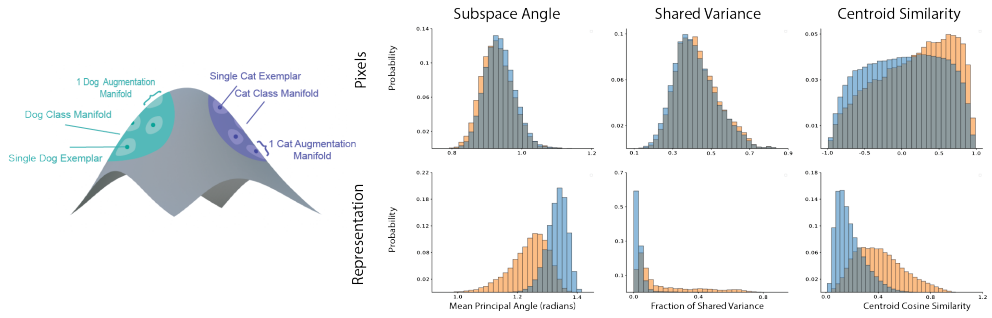 Subspace Angle
Shared Variance
Centroid Similarity
Pixels
Probability
0.14
0.1
0.06
0.02
0.8
1.0
1.2
0.1
0.06
0.02
0.1
0.3
0.5
0.7
0.9
0.05
0.03
0.01
-1.0
-0.5
0.0
0.5
1.0
Single Cat Exemplar
1 Dog Augmentation
Manifold
Cat Class Manifold
Dog Class Manifold
Single Dog Exemplar
1 Cat Augmentation
Manifold
Representation
Probability
0.22
0.18
0.12
0.06
0.02
1.0
1.2
1.4
Mean Principal Angle (radians)
0.7
0.5
0.3
0.1
0.0
0.4
0.8
Fraction of Shared Variance
0.18
0.14
0.1
0.06
0.02
0.0
0.4
0.8
1.2
Centroid Cosine Similarity